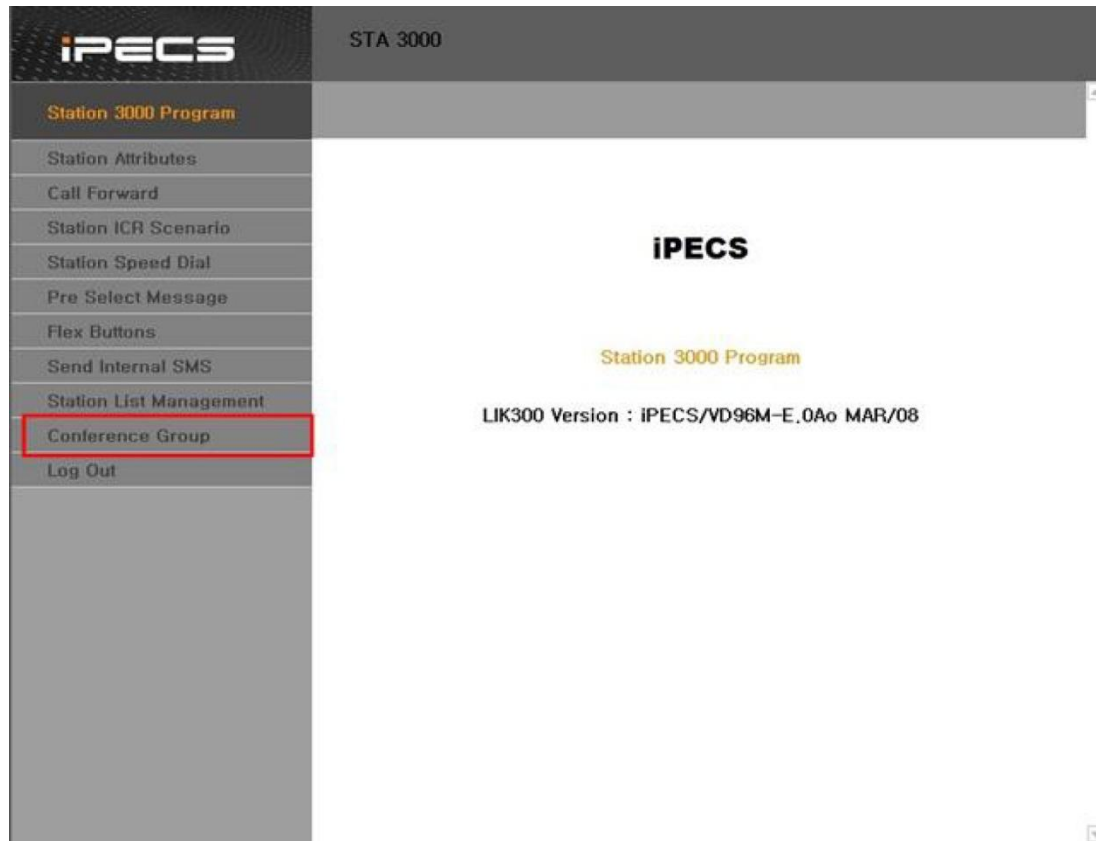 iPECS
STA 3000
Station 3000 Program
Station Attributes
Call Forward
Station ICR Scenario
Station Speed Dial
Pre Select Message
Flex Buttons
Send Internal SMS
Station List Management
Conference Group
Log Out
iPECS
Station 3000 Program
LIK300 Version : iPECS/VD96M-E.0Ao MAR/08